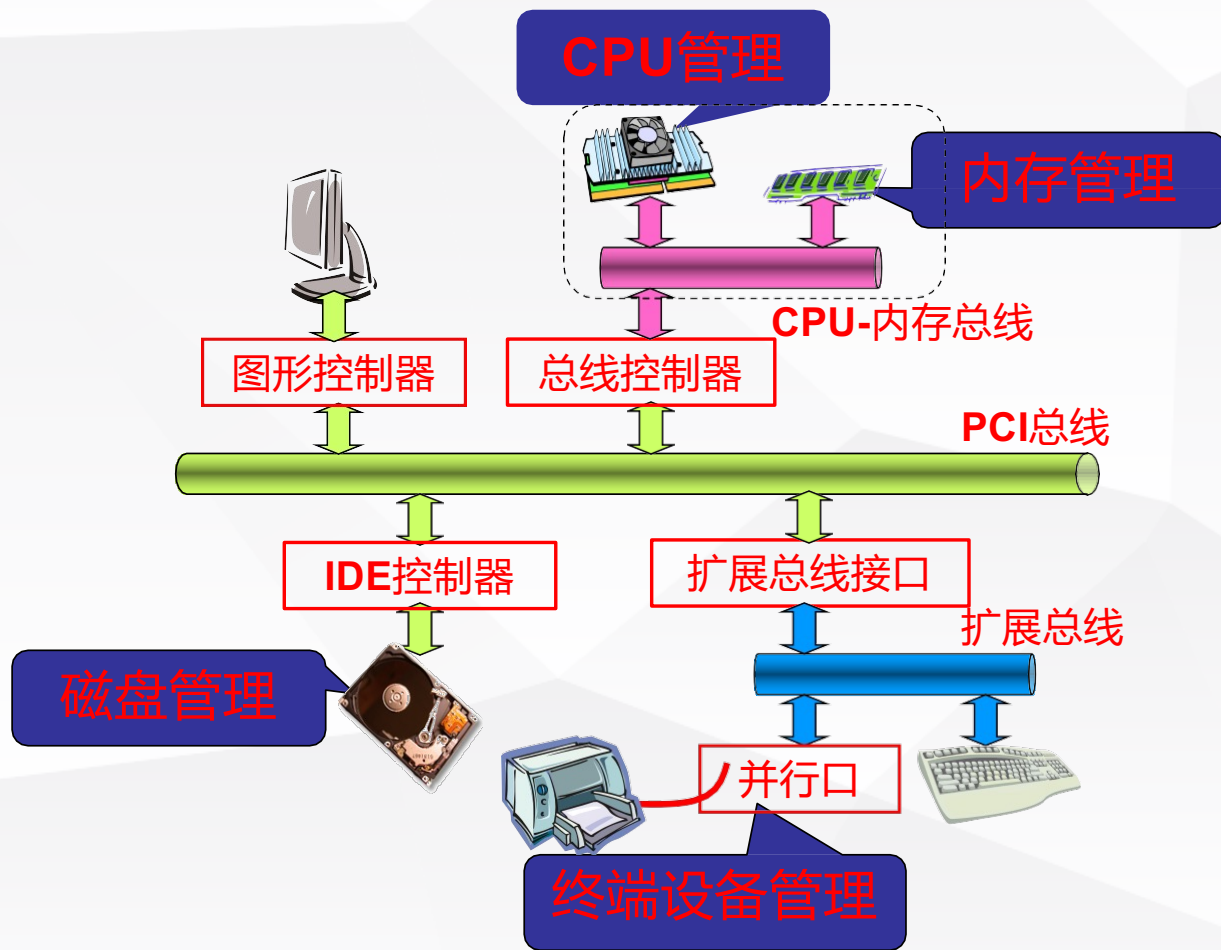 CPU管理
内存管理
CPU-内存总线
图形控制器
总线控制器
PCI总线
IDE控制器
扩展总线接口
扩展总线
磁盘管理
并行口
终端设备管理